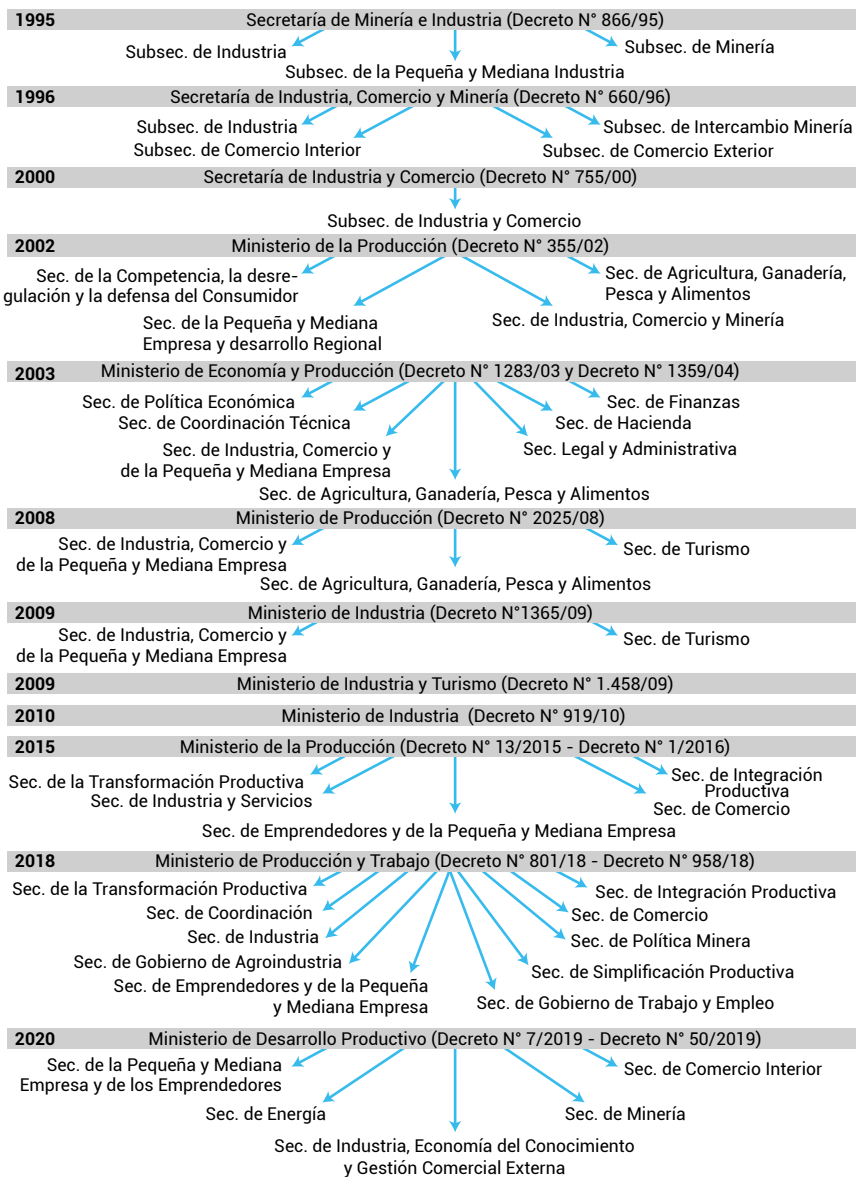 1995 Secretaría de Minería e Industria (Decreto N° 866/95)
Subsec. de Industria
Subsec. de Minería
Subsec. de la Pequeña y Mediana Industria
1996 Secretaría de Industria, Comercio y Minería (Decreto N° 660/96)
Subsec. de Industria
Subsec. de Intercambio Minería
Subsec. de Comercio Interior
Subsec. de Comercio Exterior
2000 Secretaría de Industria y Comercio (Decreto N° 755/00)
Subsec. de Industria y Comercio
2002 Ministerio de la Producción (Decreto N° 355/02)
Sec. de la Competencia, la desre-
gulación y la defensa del Consumidor
Sec. de Agricultura, Ganadería,
Pesca y Alimentos
Sec. de la Pequeña y Mediana
Empresa y desarrollo Regional
Sec. de Industria, Comercio y Minería
2003 Ministerio de Economía y Producción (Decreto N° 1283/03 y Decreto N° 1359/04)
Sec. de Política Económica
Sec. de Finanzas
Sec. de Coordinación Técnica
Sec. de Hacienda
Sec. de Industria, Comercio y
de la Pequeña y Mediana Empresa
Sec. Legal y Administrativa
Sec. de Agricultura, Ganadería, Pesca y Alimentos
2008 Ministerio de Producción (Decreto N° 2025/08)
Sec. de Industria, Comercio y
de la Pequeña y Mediana Empresa
Sec. de Turismo
Sec. de Agricultura, Ganadería, Pesca y Alimentos
2009 Ministerio de Industria (Decreto N°1365/09)
Sec. de Industria, Comercio y
de la Pequeña y Mediana Empresa
Sec. de Turismo
2009 Ministerio de Industria y Turismo (Decreto N° 1.458/09)
2010 Ministerio de Industria (Decreto N° 919/10)
2015 Ministerio de la Producción (Decreto N° 13/2015 - Decreto N° 1/2016)
Sec. de la Transformación Productiva
Sec. de Integración
Productiva
Sec. de Industria y Servicios
Sec. de Comercio
Sec. de Emprendedores y de la Pequeña y Mediana Empresa
2018 Ministerio de Producción y Trabajo (Decreto N° 801/18 - Decreto N° 958/18)
Sec. de la Transformación Productiva
Sec. de Integración Productiva
Sec. de Coordinación
Sec. de Comercio
Sec. de Industria
Sec. de Política Minera
Sec. de Gobierno de Agroindustria
Sec. de Simplificación Productiva
Sec. de Emprendedores y de la Pequeña
y Mediana Empresa
Sec. de Gobierno de Trabajo y Empleo
2020 Ministerio de Desarrollo Productivo (Decreto N° 7/2019 - Decreto N° 50/2019)
Sec. de la Pequeña y Mediana
Empresa y de los Emprendedores
Sec. de Comercio Interior
Sec. de Energía
Sec. de Minería
Sec. de Industria, Economía del Conocimiento
y Gestión Comercial Externa